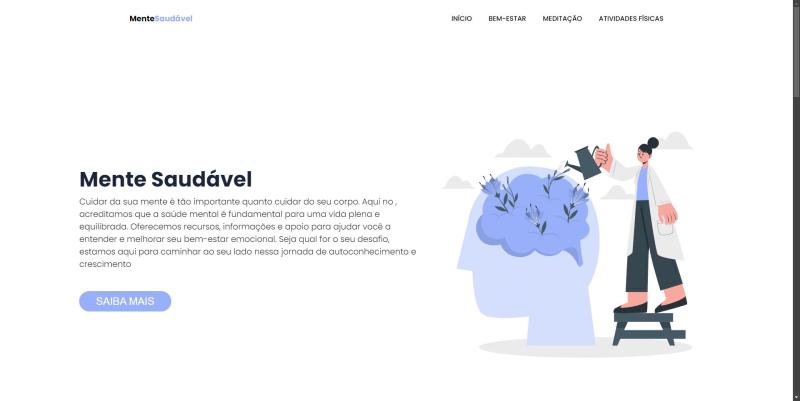 MenteSaudável
INÍCIO BEM-ESTAR MEDITAÇÃO ATIVIDADES FÍSICAS
Mente Saudável
Cuidar da sua mente é tão importante quanto cuidar do seu corpo. Aqui no ,
acreditamos que a saúde mental é fundamental para uma vida plena e
equilibrada. Oferecemos recursos, informações e apoio para ajudar você a
entender e melhorar seu bem-estar emocional. Seja qual for o seu desafio,
estamos aqui para caminhar ao seu lado nessa jornada de autoconhecimento e
crescimento
SAIBA MAIS